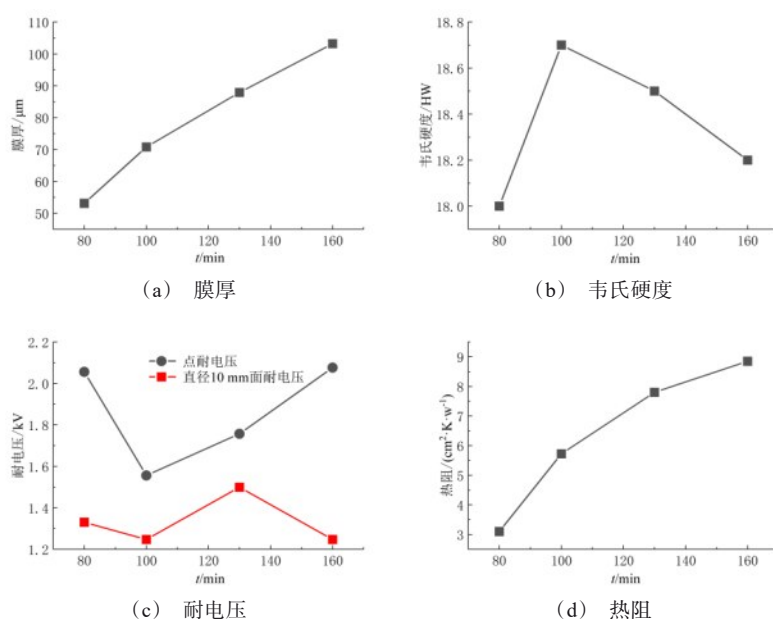 110
100
90
80
70
60
50
膜厚/μm
80 100 120 140 160
t/min
(a) 膜厚
18.8
18.6
18.4
18.2
18.0
韦氏硬度/HW
80 100 120 140 160
t/min
(b) 韦氏硬度
2.2
2.0
1.8
1.6
1.4
1.2
耐电压/kV
点耐电压
直径10 mm面耐电压
80 100 120 140 160
t/min
(c) 耐电压
9
8
7
6
5
4
3
热阻/(cm²·K·w⁻¹)
80 100 120 140 160
t/min
(d) 热阻